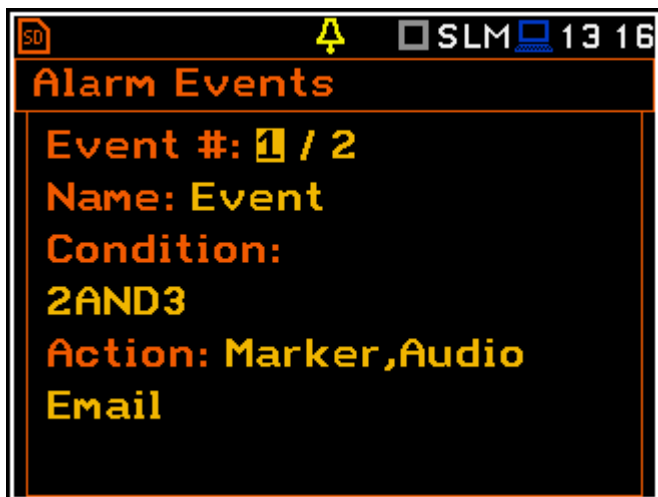 SD SLM 13 16
Alarm Events
Event #: 1 / 2
Name: Event
Condition:
2AND3
Action: Marker,Audio
Email